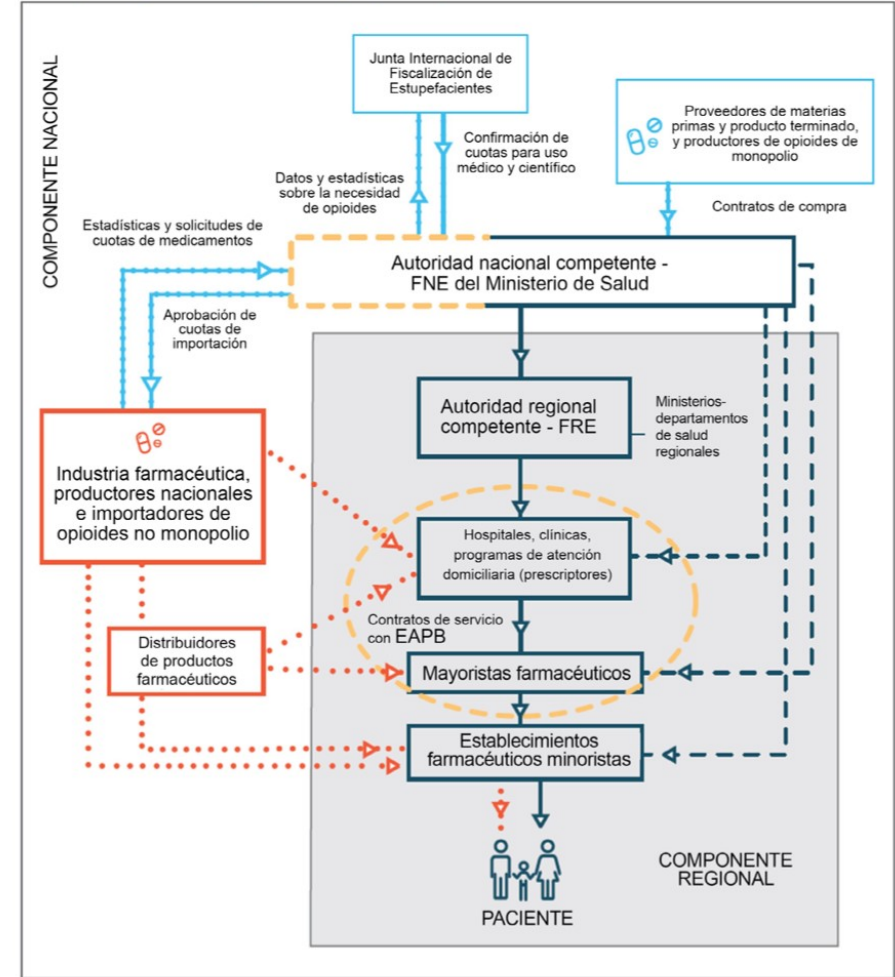 COMPONENTE NACIONAL
Junta Internacional de
Fiscalización de
Estupefacientes
Proveedores de materias
primas y producto terminado,
y productores de opioides de
monopolio
Confirmación de
cuotas para uso
médico y científico
Datos y estadísticas
sobre la necesidad
de opioides
Contratos de compra
Estadísticas y solicitudes de
cuotas de medicamentos
Autoridad nacional competente -
FNE del Ministerio de Salud
Aprobación de
cuotas de
importación
Autoridad regional
competente - FRE
Ministerios-
departamentos
de salud
regionales
Industria farmacéutica,
productores nacionales
e importadores de
opioides no monopolio
Hospitales, clínicas,
programas de atención
domiciliaria (prescriptores)
Contratos de servicio
con EAPB
Distribuidores
de productos
farmacéuticos
Mayoristas farmacéuticos
Establecimientos
farmacéuticos minoristas
PACIENTE
COMPONENTE
REGIONAL